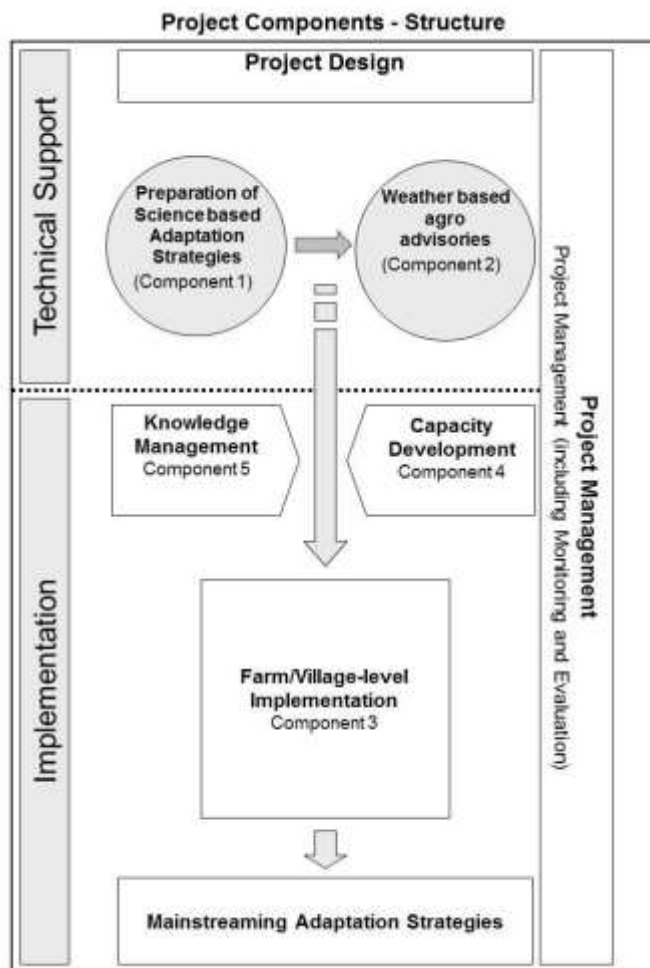 Project Components - Structure
Project Design
Technical Support
Preparation of
Science based
Adaptation
Strategies
(Component 1)
Weather based
agro
advisories
(Component 2)
Implementation
Knowledge
Management
Component 5
Capacity
Development
Component 4
Farm/Village-level
Implementation
Component 3
Mainstreaming Adaptation Strategies
Project Management
Project Management (including Monitoring and Evaluation)